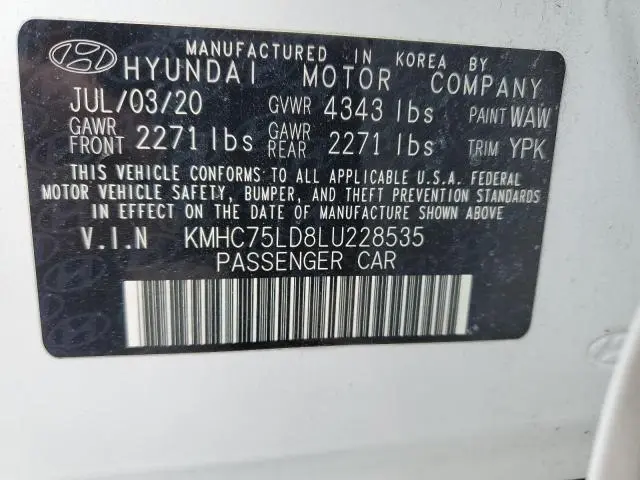 MANUFACTURED IN KOREA BY
HYUNDAI MOTOR COMPANY
JUL/03/20 GVWR 4343 lbs PAINT WAW
GAWR FRONT 2271 lbs GAWR REAR 2271 lbs TRIM YPK
THIS VEHICLE CONFORMS TO ALL APPLICABLE U.S.A. FEDERAL
MOTOR VEHICLE SAFETY, BUMPER, AND THEFT PREVENTION STANDARDS
IN EFFECT ON THE DATE OF MANUFACTURE SHOWN ABOVE
V.I.N KMHC75LD8LU228535
PASSENGER CAR